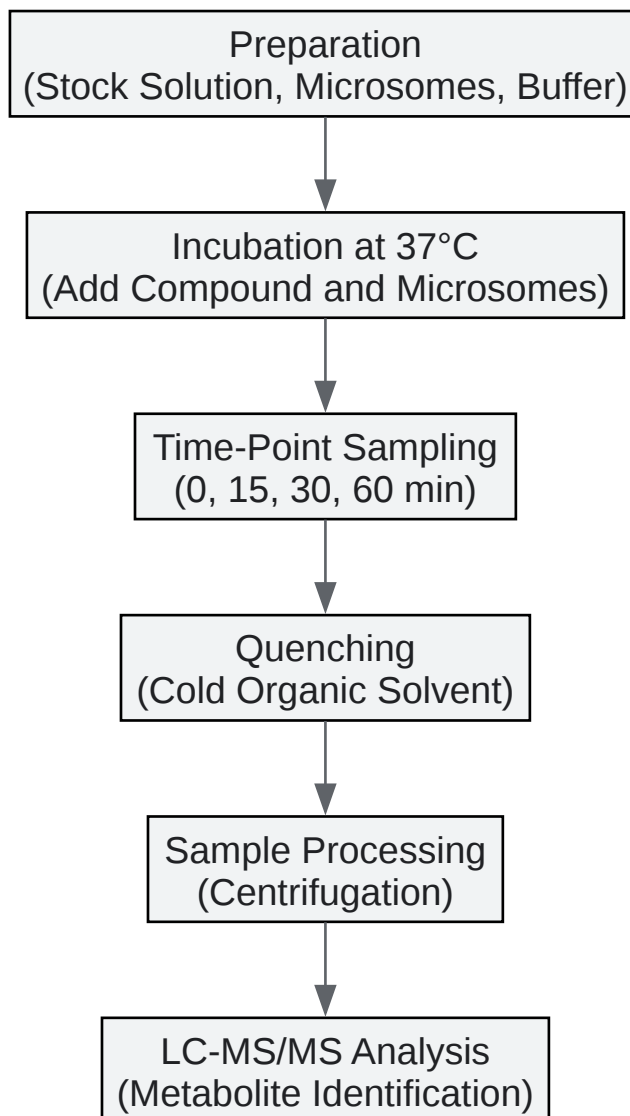 Preparation
(Stock Solution, Microsomes, Buffer)
Incubation at 37°C
(Add Compound and Microsomes)
Time-Point Sampling
(0, 15, 30, 60 min)
Quenching
(Cold Organic Solvent)
Sample Processing
(Centrifugation)
LC-MS/MS Analysis
(Metabolite Identification)